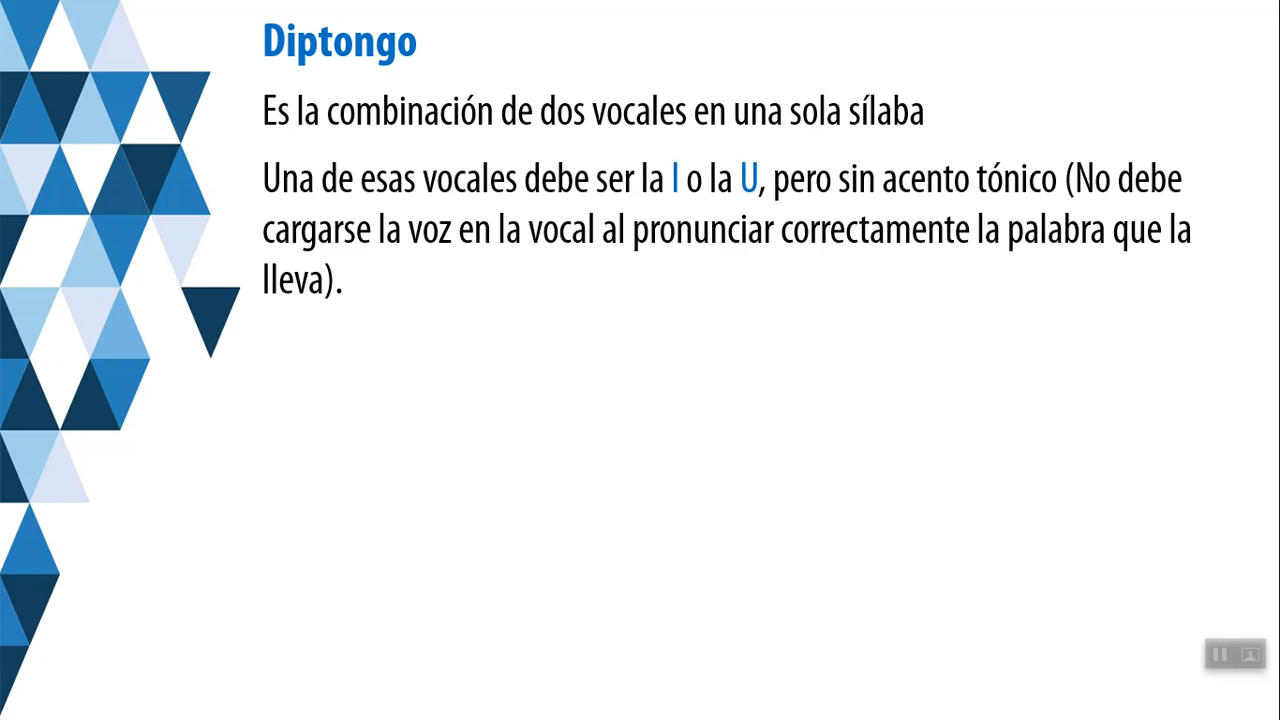 Diptongo
Es la combinación de dos vocales en una sola sílaba
Una de esas vocales debe ser la I o la U, pero sin acento tónico (No debe
cargarse la voz en la vocal al pronunciar correctamente la palabra que la
lleva).